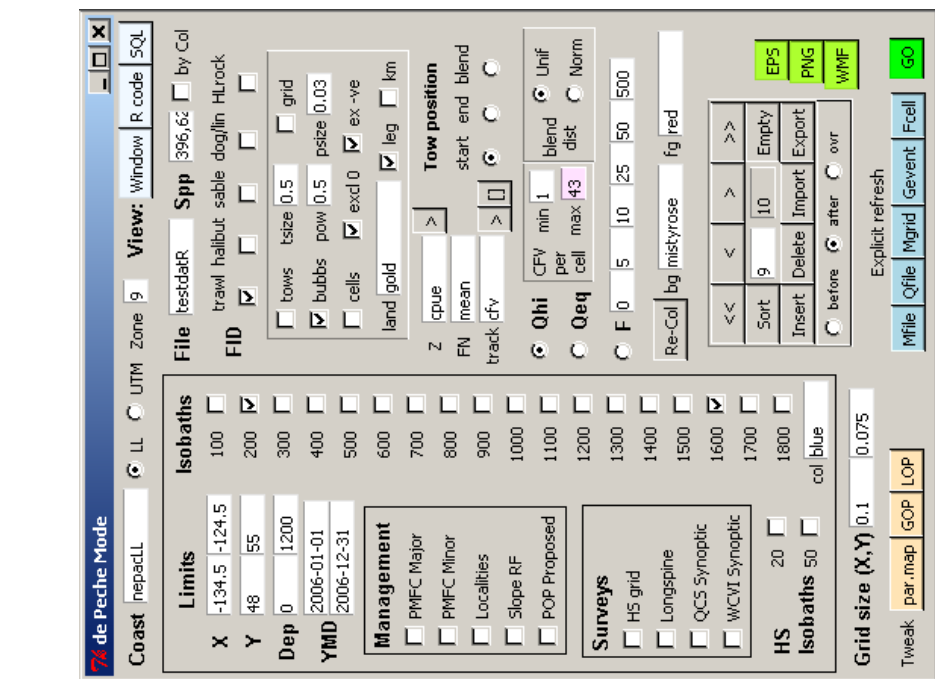 de Peche Mode
Coast nepacLL LL UTM Zone 9 View: Window R code SQL
Limits
X -134.5 -124.5
Y 48 55
Dep 0 1200
YMD 2006-01-01
2006-12-31
Management
PMFC Major
PMFC Minor
Localities
Slope RF
POP Proposed
Surveys
HS grid
Longspine
QCS Synoptic
WCVI Synoptic
HS 20
Isobaths 50
Isobaths
100
200
300
400
500
600
700
800
900
1000
1100
1200
1300
1400
1500
1600
1700
1800
col blue
Grid size (X,Y) 0.1 0.075
Tweak par.map GOP LOP
File testdatR Spp 396,62 by Col
trawl halibut sable dog/lin HLrock
FID
tows tsize 0.5 grid
bubbs pow 0.5 psize 0.03
cells excl 0 ex -ve
land gold leg km
Z cpue > Tow position
FN mean start end blend
track cfv > []
Qhi CFV min 1 blend Unif
Qeq per cell max 43 dist Norm
F 0 5 10 25 50 500
Re-Col bg mistyrose fg red
<< < > >>
Sort 9 10 Empty
Insert Delete Import Export
before after ovr
EPS
PNG
WMF
Explicit refresh
Mfile Qfile Mgrid Gevent Fcell GO